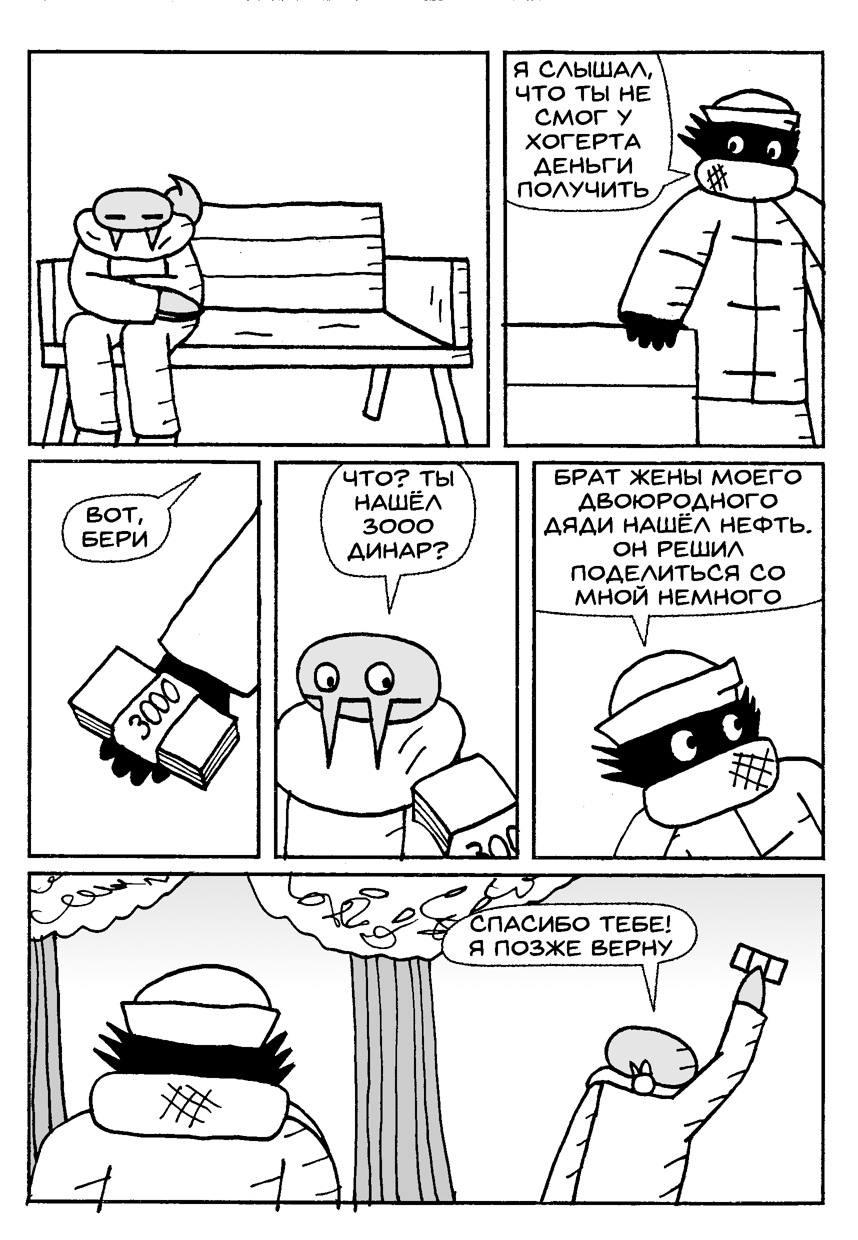 Я СЛЫШАЛ,
ЧТО ТЫ НЕ
СМОГ У
ХОГЕРТА
ДЕНЬГИ
ПОЛУЧИТЬ
ВОТ,
БЕРИ
3000
ЧТО? ТЫ
НАШЁЛ
3000
ДИНАР?
300
БРАТ ЖЕНЫ МОЕГО
ДВОЮРОДНОГО
ДЯДИ НАШЁЛ НЕФТЬ.
ОН РЕШИЛ
ПОДЕЛИТЬСЯ СО
МНОЙ НЕМНОГО
СПАСИБО ТЕБЕ!
Я ПОЗЖЕ ВЕРНУ